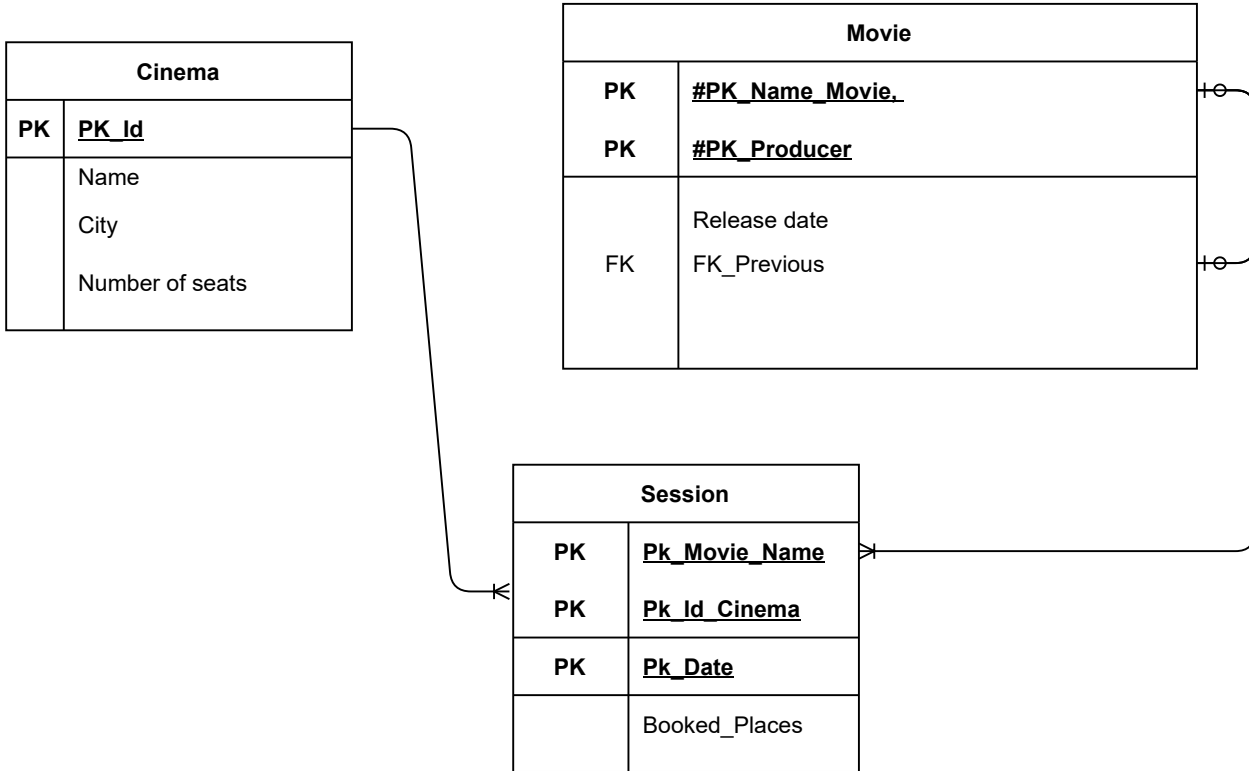 Cinema
PK PK_Id
Name
City
Number of seats
Movie
PK #PK_Name_Movie,
PK #PK_Producer
Release date
FK FK_Previous
Session
PK Pk_Movie_Name
PK Pk_Id_Cinema
PK Pk_Date
Booked_Places